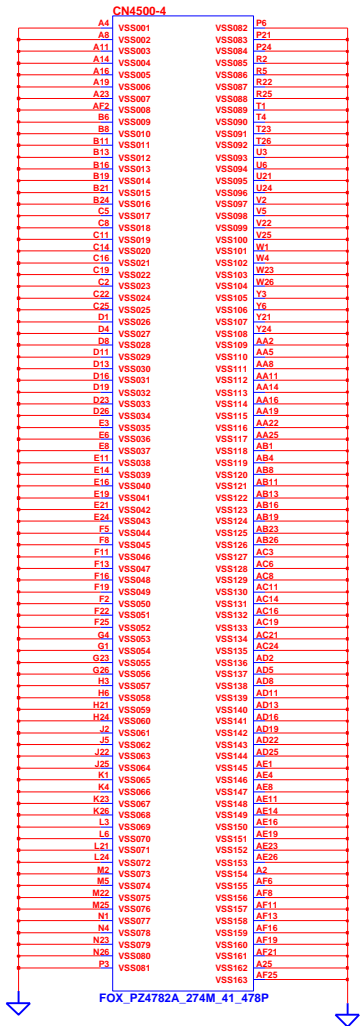 CN4500-4
A4 VSS001 VSS082 P6
A8 VSS002 VSS083 P21
A11 VSS003 VSS084 P24
A14 VSS004 VSS085 R2
A16 VSS005 VSS086 R5
A19 VSS006 VSS087 R22
A23 VSS007 VSS088 R25
AF2 VSS008 VSS089 T1
B6 VSS009 VSS090 T4
B8 VSS010 VSS091 T23
B11 VSS011 VSS092 T26
B13 VSS012 VSS093 U3
B16 VSS013 VSS094 U6
B19 VSS014 VSS095 U21
B21 VSS015 VSS096 U24
B24 VSS016 VSS097 V2
C5 VSS017 VSS098 V5
C8 VSS018 VSS099 V22
C11 VSS019 VSS100 V25
C14 VSS020 VSS101 W1
C16 VSS021 VSS102 W4
C19 VSS022 VSS103 W23
C2 VSS023 VSS104 W26
C22 VSS024 VSS105 Y3
C25 VSS025 VSS106 Y6
D1 VSS026 VSS107 Y21
D4 VSS027 VSS108 Y24
D8 VSS028 VSS109 AA2
D11 VSS029 VSS110 AA5
D13 VSS030 VSS111 AA8
D16 VSS031 VSS112 AA11
D19 VSS032 VSS113 AA14
D23 VSS033 VSS114 AA16
D26 VSS034 VSS115 AA19
E3 VSS035 VSS116 AA22
E6 VSS036 VSS117 AA25
E8 VSS037 VSS118 AB1
E11 VSS038 VSS119 AB4
E14 VSS039 VSS120 AB8
E16 VSS040 VSS121 AB11
E19 VSS041 VSS122 AB13
E21 VSS042 VSS123 AB16
E24 VSS043 VSS124 AB19
F5 VSS044 VSS125 AB23
F8 VSS045 VSS126 AB26
F11 VSS046 VSS127 AC3
F13 VSS047 VSS128 AC6
F16 VSS048 VSS129 AC8
F19 VSS049 VSS130 AC11
F2 VSS050 VSS131 AC14
F22 VSS051 VSS132 AC16
F25 VSS052 VSS133 AC19
G4 VSS053 VSS134 AC21
G1 VSS054 VSS135 AC24
G23 VSS055 VSS136 AD2
G26 VSS056 VSS137 AD5
H3 VSS057 VSS138 AD8
H6 VSS058 VSS139 AD11
H21 VSS059 VSS140 AD13
H24 VSS060 VSS141 AD16
J2 VSS061 VSS142 AD19
J5 VSS062 VSS143 AD22
J22 VSS063 VSS144 AD25
J25 VSS064 VSS145 AE1
K1 VSS065 VSS146 AE4
K4 VSS066 VSS147 AE8
K23 VSS067 VSS148 AE11
K26 VSS068 VSS149 AE14
L3 VSS069 VSS150 AE16
L6 VSS070 VSS151 AE19
L21 VSS071 VSS152 AE23
L24 VSS072 VSS153 AE26
M2 VSS073 VSS154 A2
M5 VSS074 VSS155 AF6
M22 VSS075 VSS156 AF8
M25 VSS076 VSS157 AF11
N1 VSS077 VSS158 AF13
N4 VSS078 VSS159 AF16
N23 VSS079 VSS160 AF19
N26 VSS080 VSS161 AF21
P3 VSS081 VSS162 A25
VSS163 AF25
FOX_PZ4782A_274M_41_478P